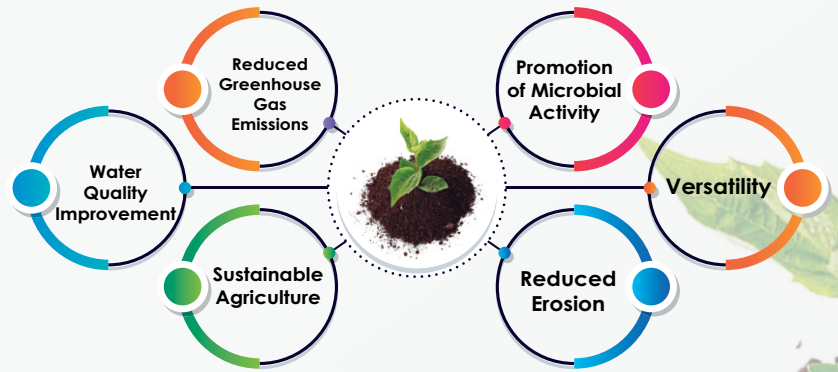 Reduced
Greenhouse
Gas
Emissions
Promotion
of Microbial
Activity
Water
Quality
Improvement
Versatility
Sustainable
Agriculture
Reduced
Erosion